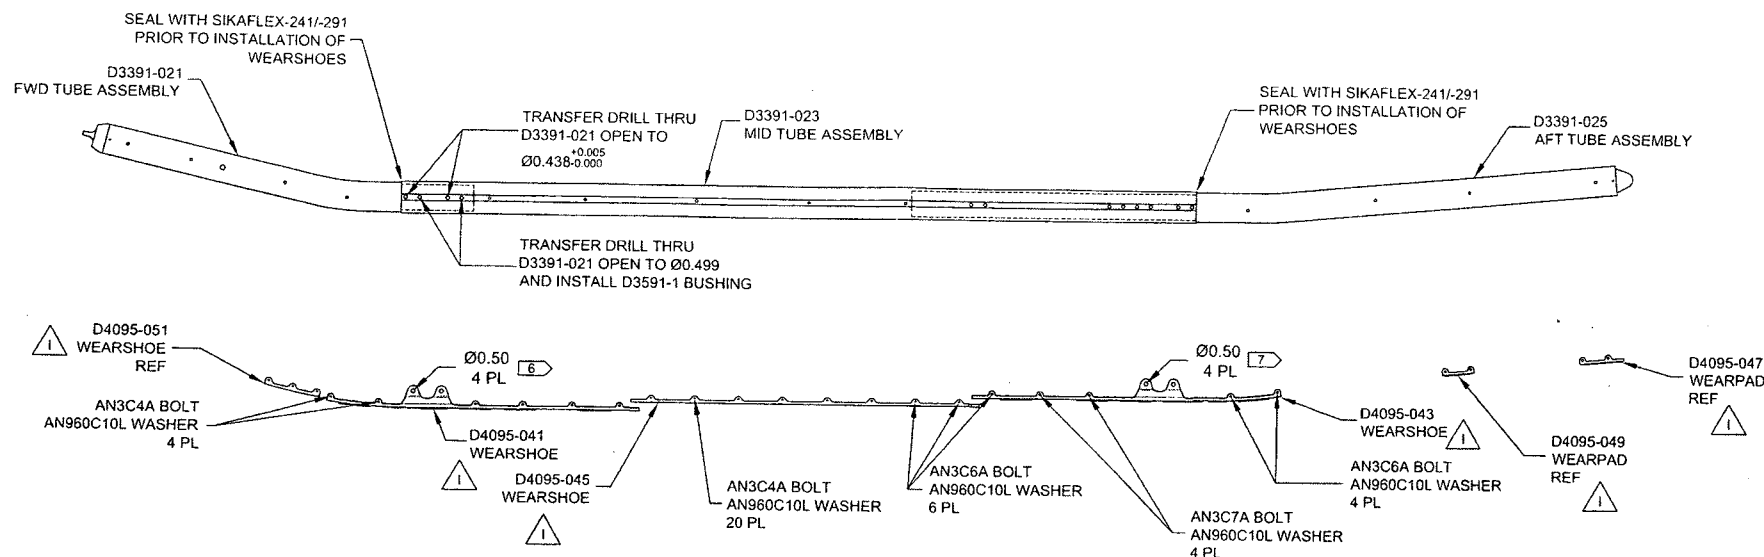 SEAL WITH SIKAFLEX-241/-291
PRIOR TO INSTALLATION OF
WEARSHOES
D3391-021
FWD TUBE ASSEMBLY
TRANSFER DRILL THRU
D3391-021 OPEN TO
Ø0.438+0.005-0.000
D3391-023
MID TUBE ASSEMBLY
SEAL WITH SIKAFLEX-241/-291
PRIOR TO INSTALLATION OF
WEARSHOES
D3391-025
AFT TUBE ASSEMBLY
TRANSFER DRILL THRU
D3391-021 OPEN TO Ø0.499
AND INSTALL D3591-1 BUSHING
D4095-051
WEARSHOE
REF
1
Ø0.50
4 PL
6
Ø0.50
4 PL
7
D4095-047
WEARPAD
REF
1
AN3C4A BOLT
AN960C10L WASHER
4 PL
D4095-041
WEARSHOE
1
D4095-045
WEARSHOE
1
AN3C4A BOLT
AN960C10L WASHER
20 PL
AN3C6A BOLT
AN960C10L WASHER
6 PL
AN3C7A BOLT
AN960C10L WASHER
4 PL
D4095-043
WEARSHOE
1
AN3C6A BOLT
AN960C10L WASHER
4 PL
D4095-049
WEARPAD
REF
1